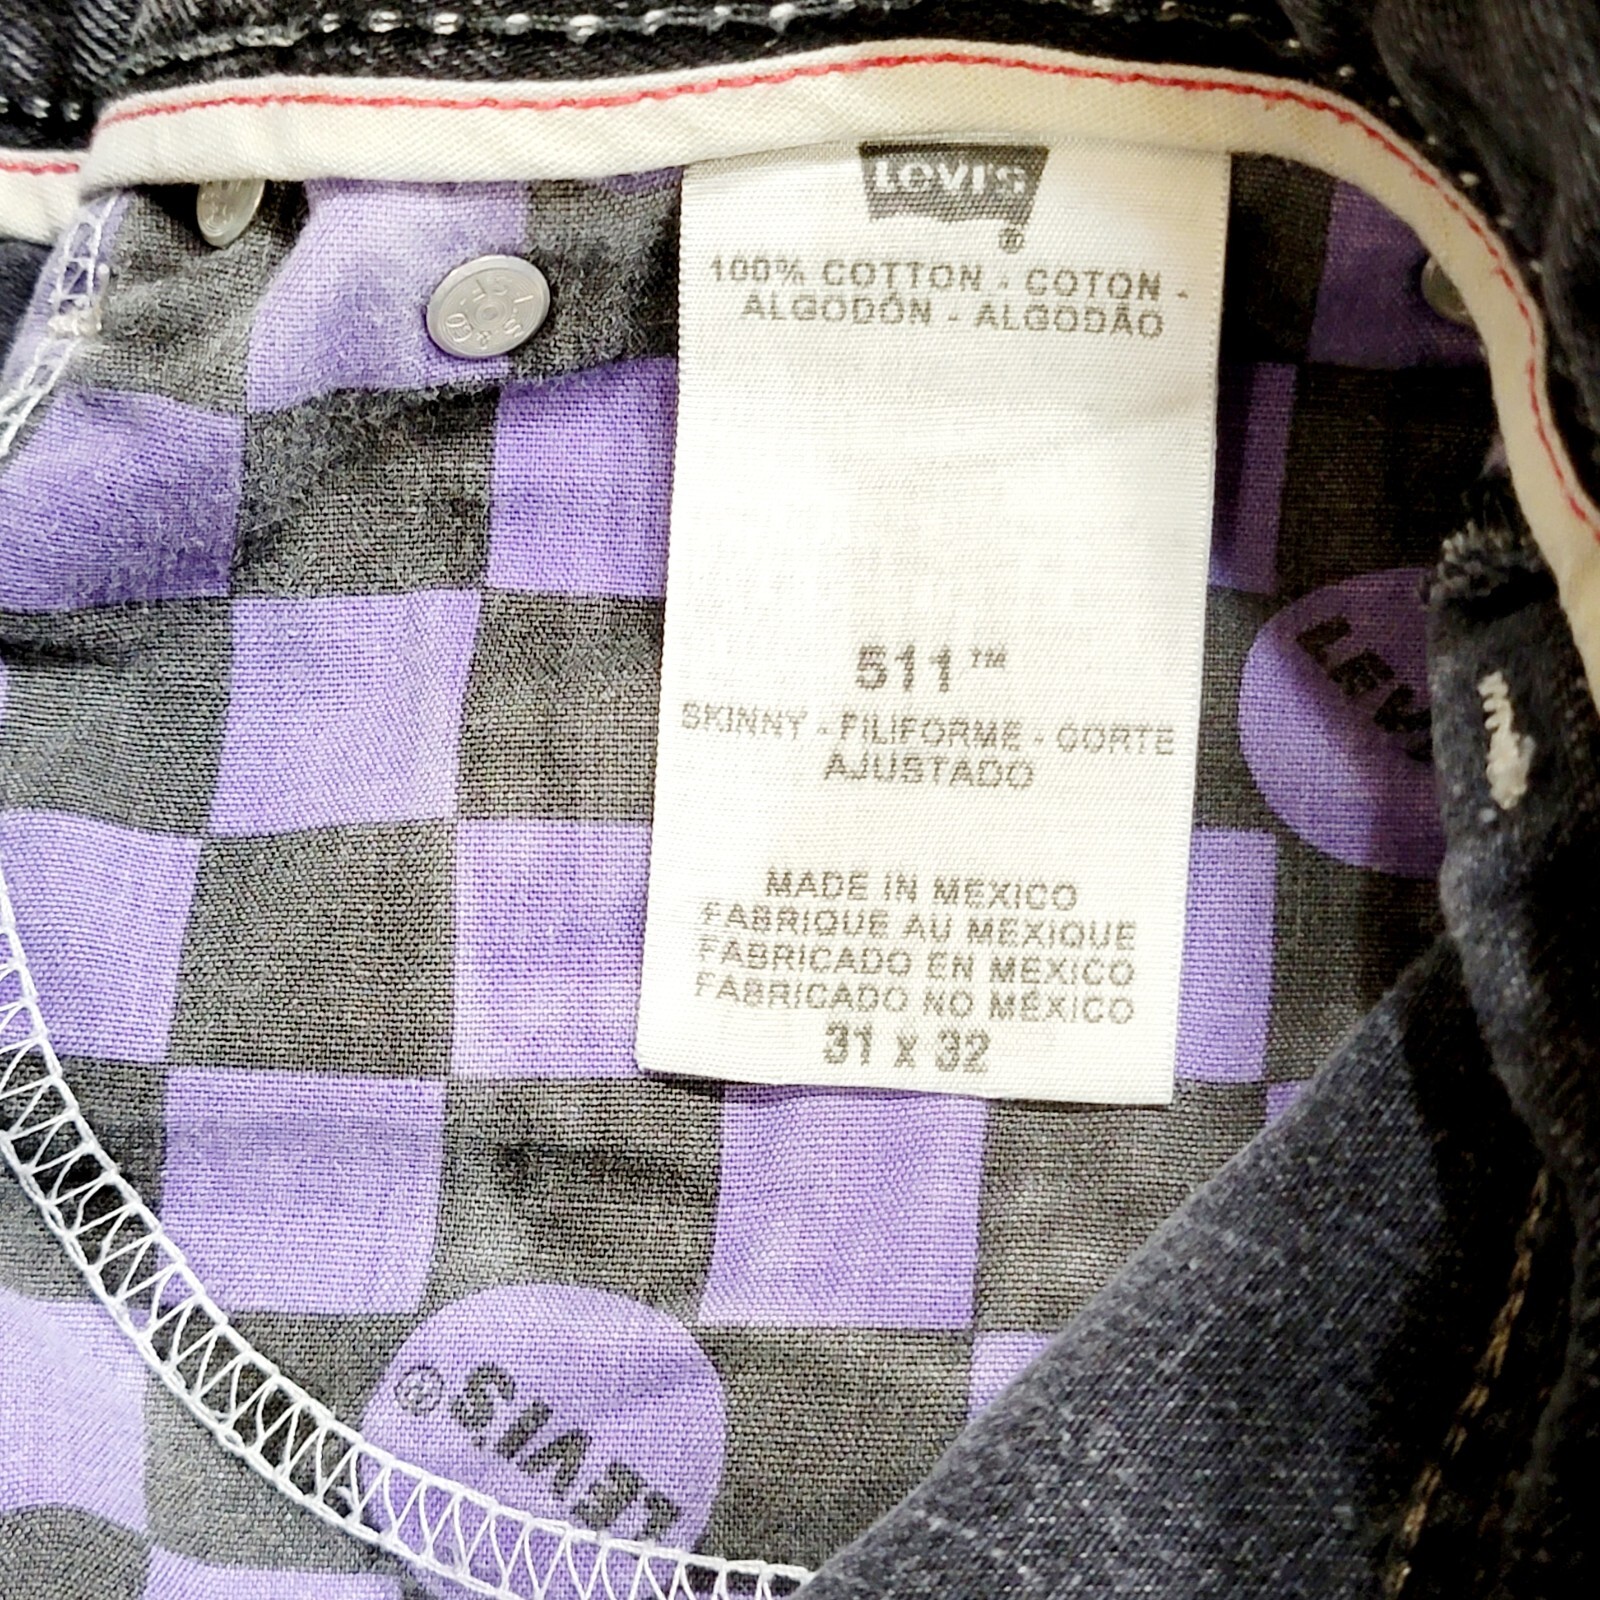 LEVI'S
®
100% COTTON - COTON -
ALGODÓN - ALGODÃO
511™
SKINNY - FILIFORME - CORTE
AJUSTADO
MADE IN MEXICO
FABRIQUE AU MEXIQUE
FABRICADO EN MEXICO
FABRICADO NO MÉXICO
31 x 32
LEVI'S®